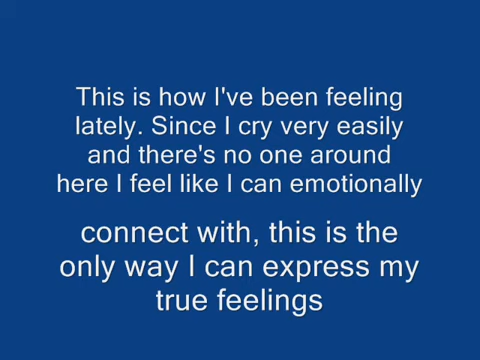 This is how I've been feeling
lately. Since I cry very easily
and there's no one around
here I feel like I can emotionally
connect with, this is the
only way I can express my
true feelings